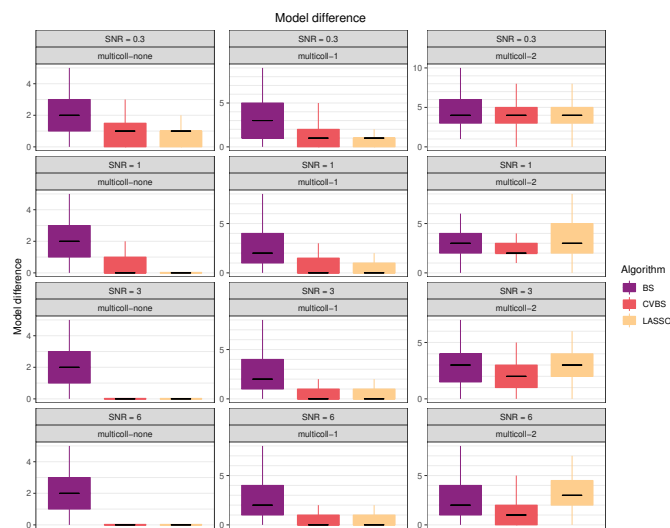 Model difference
SNR = 0.3
multicoll-none
SNR = 0.3
multicoll-1
SNR = 0.3
multicoll-2
4
2
0
5
0
10
5
0
SNR = 1
multicoll-none
SNR = 1
multicoll-1
SNR = 1
multicoll-2
4
2
0
5
0
5
0
SNR = 3
multicoll-none
SNR = 3
multicoll-1
SNR = 3
multicoll-2
4
2
0
5
0
5
0
SNR = 6
multicoll-none
SNR = 6
multicoll-1
SNR = 6
multicoll-2
4
2
0
5
0
5
0
Model difference
Algorithm
BS
CVBS
LASSO